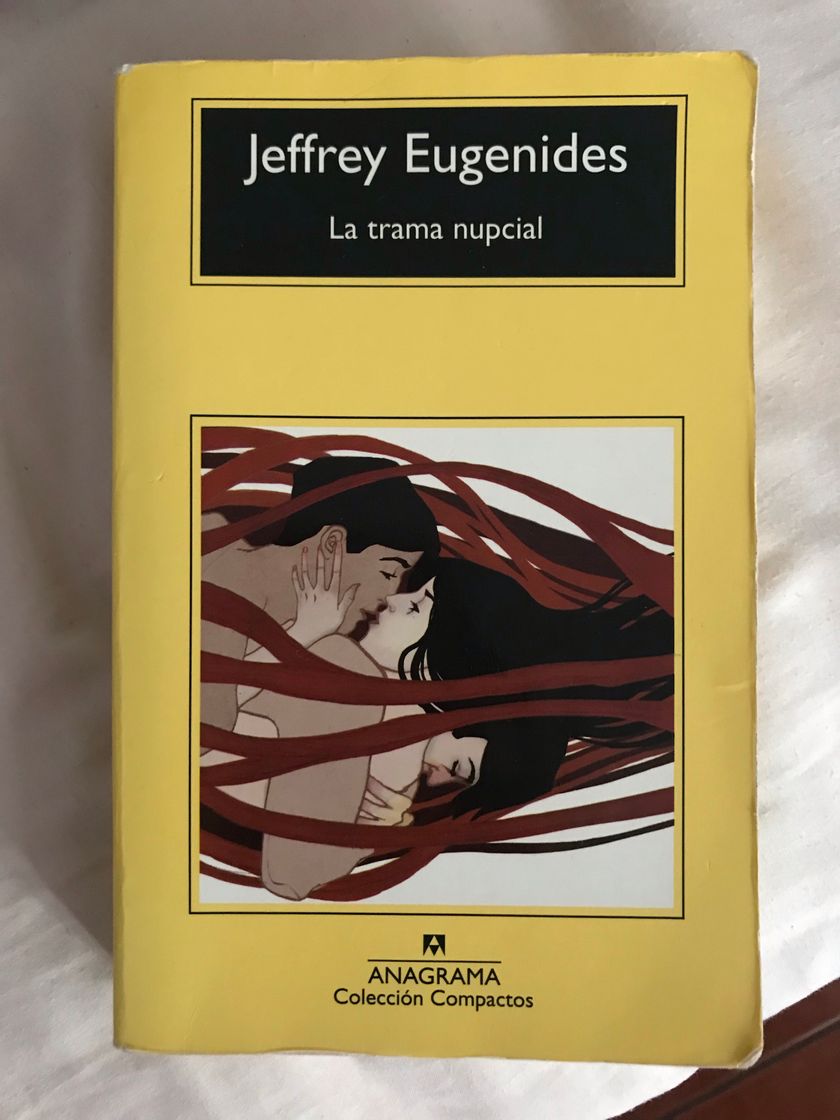 Jeffrey Eugenides
La trama nupcial
ANAGRAMA
Colección Compactos